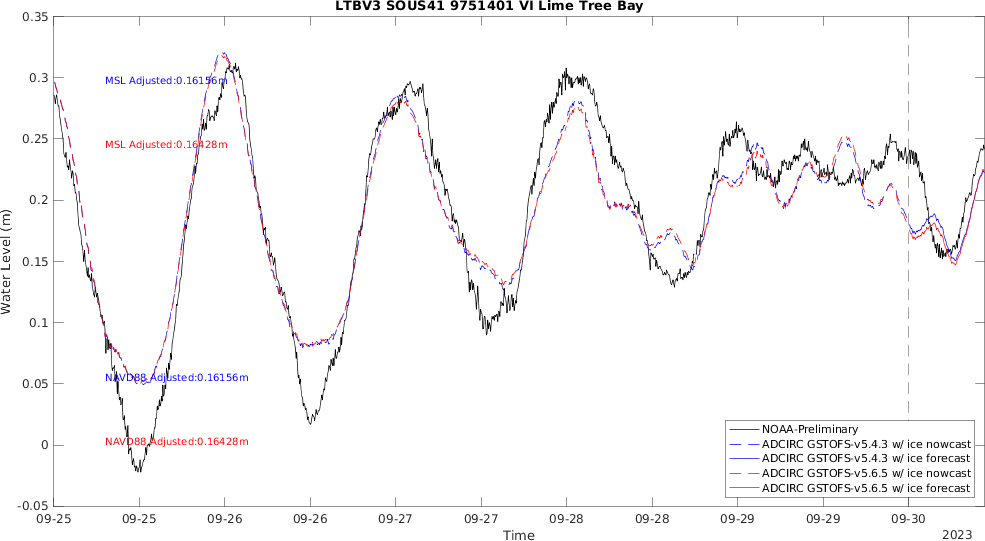 LTBV3 SOUS41 9751401 VI Lime Tree Bay
0.35
0.3
0.25
0.2
0.15
0.1
0.05
0
-0.05
Water Level (m)
MSL Adjusted:0.16156m
MSL Adjusted:0.16428m
NAVD88 Adjusted:0.16156m
NAVD88 Adjusted:0.16428m
NOAA-Preliminary
ADCIRC GSTOFS-v5.4.3 w/ ice nowcast
ADCIRC GSTOFS-v5.4.3 w/ ice forecast
ADCIRC GSTOFS-v5.6.5 w/ ice nowcast
ADCIRC GSTOFS-v5.6.5 w/ ice forecast
09-25 09-25 09-26 09-26 09-27 09-27 09-28 09-28 09-29 09-29 09-30
Time
2023